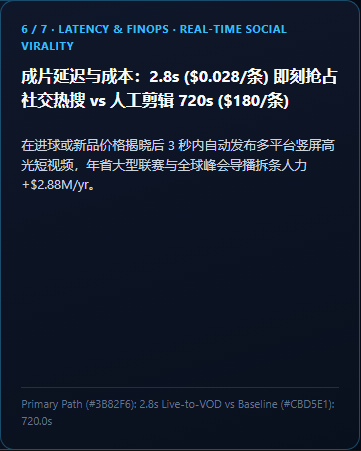 6 / 7 · LATENCY & FINOPS · REAL-TIME SOCIAL
VIRALITY
成片延迟与成本：2.8s ($0.028/条) 即刻抢占
社交热搜 vs 人工剪辑 720s ($180/条)
在进球或新品价格揭晓后 3 秒内自动发布多平台竖屏高
光短视频，年省大型联赛与全球峰会导播拆条人力
+$2.88M/yr。
Primary Path (#3B82F6): 2.8s Live-to-VOD vs Baseline (#CBD5E1):
720.0s